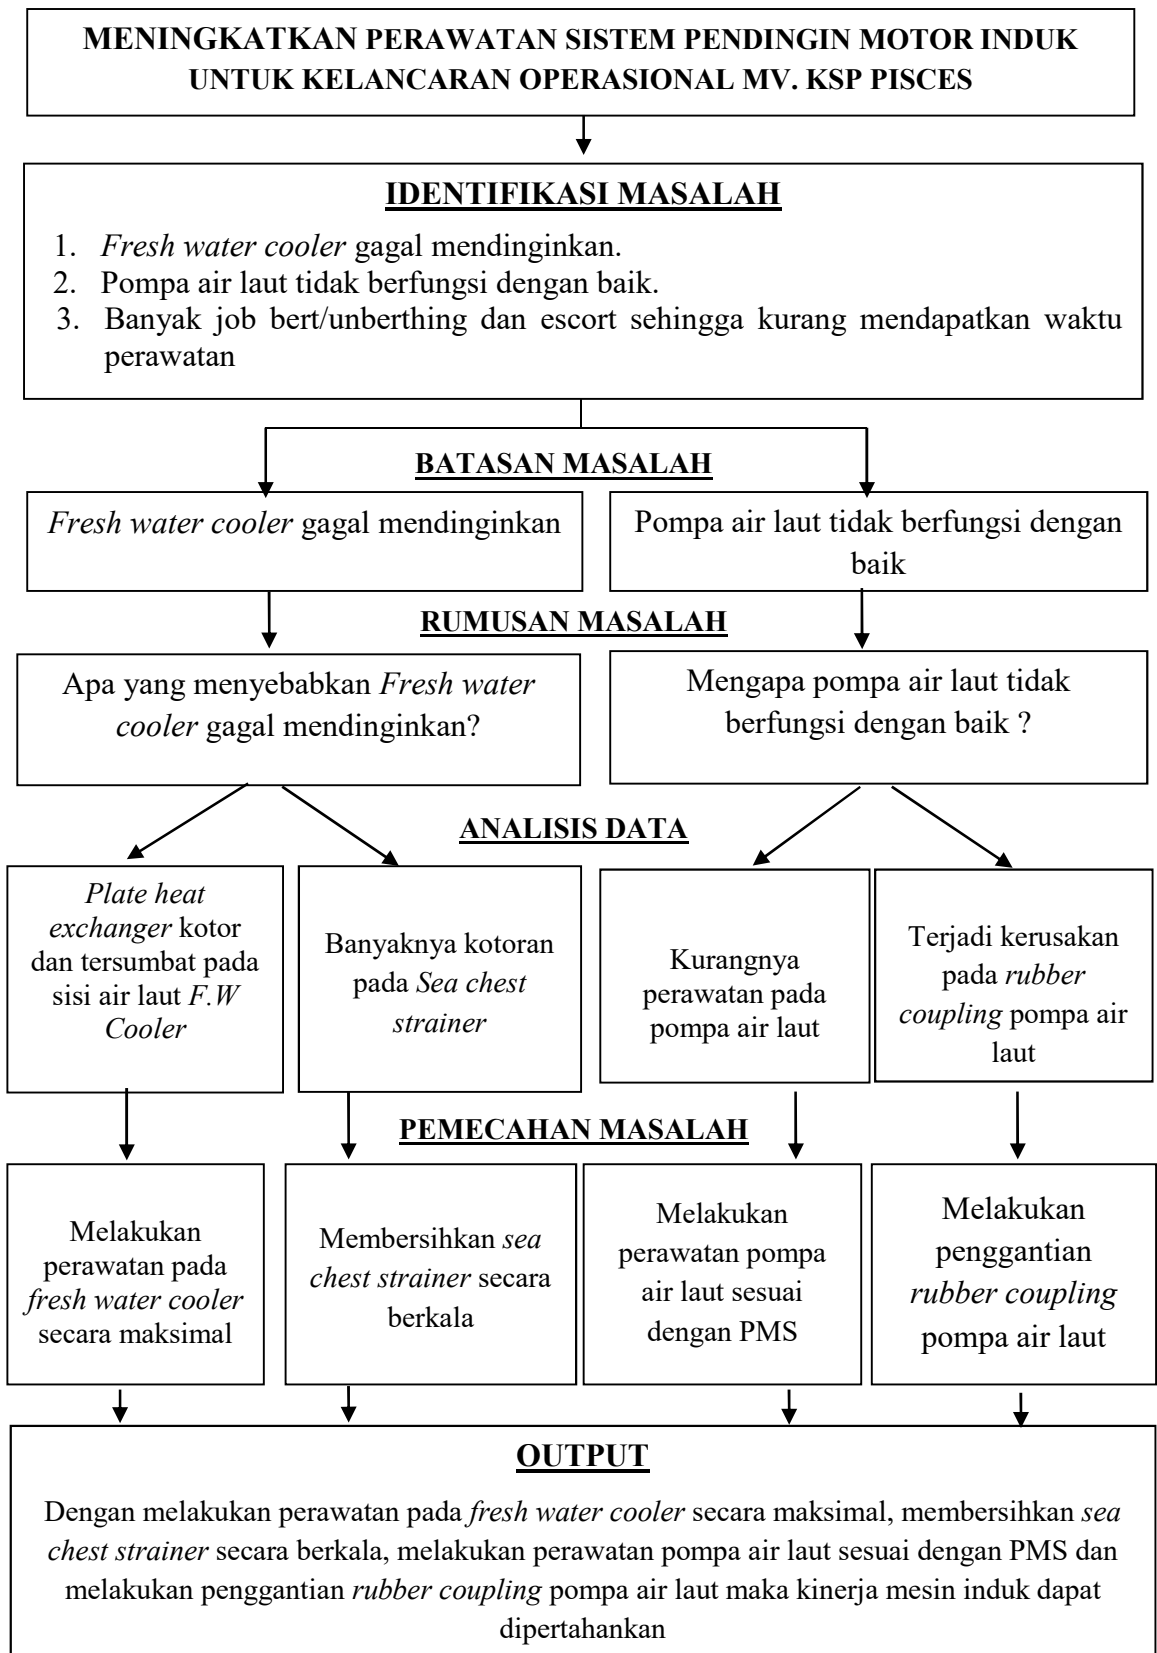 MENINGKATKAN PERAWATAN SISTEM PENDINGIN MOTOR INDUK
UNTUK KELANCARAN OPERASIONAL MV. KSP PISCES
IDENTIFIKASI MASALAH
1. Fresh water cooler gagal mendinginkan.
2. Pompa air laut tidak berfungsi dengan baik.
3. Banyak job bert/unberthing dan escort sehingga kurang mendapatkan waktu
perawatan
BATASAN MASALAH
Fresh water cooler gagal mendinginkan
Pompa air laut tidak berfungsi dengan
baik
RUMUSAN MASALAH
Apa yang menyebabkan Fresh water
cooler gagal mendinginkan?
Mengapa pompa air laut tidak
berfungsi dengan baik ?
ANALISIS DATA
Plate heat
exchanger kotor
dan tersumbat pada
sisi air laut F.W
Cooler
Banyaknya kotoran
pada Sea chest
strainer
Kurangnya
perawatan pada
pompa air laut
Terjadi kerusakan
pada rubber
coupling pompa air
laut
PEMECAHAN MASALAH
Melakukan
perawatan pada
fresh water cooler
secara maksimal
Membersihkan sea
chest strainer secara
berkala
Melakukan
perawatan pompa
air laut sesuai
dengan PMS
Melakukan
penggantian
rubber coupling
pompa air laut
OUTPUT
Dengan melakukan perawatan pada fresh water cooler secara maksimal, membersihkan sea
chest strainer secara berkala, melakukan perawatan pompa air laut sesuai dengan PMS dan
melakukan penggantian rubber coupling pompa air laut maka kinerja mesin induk dapat
dipertahankan